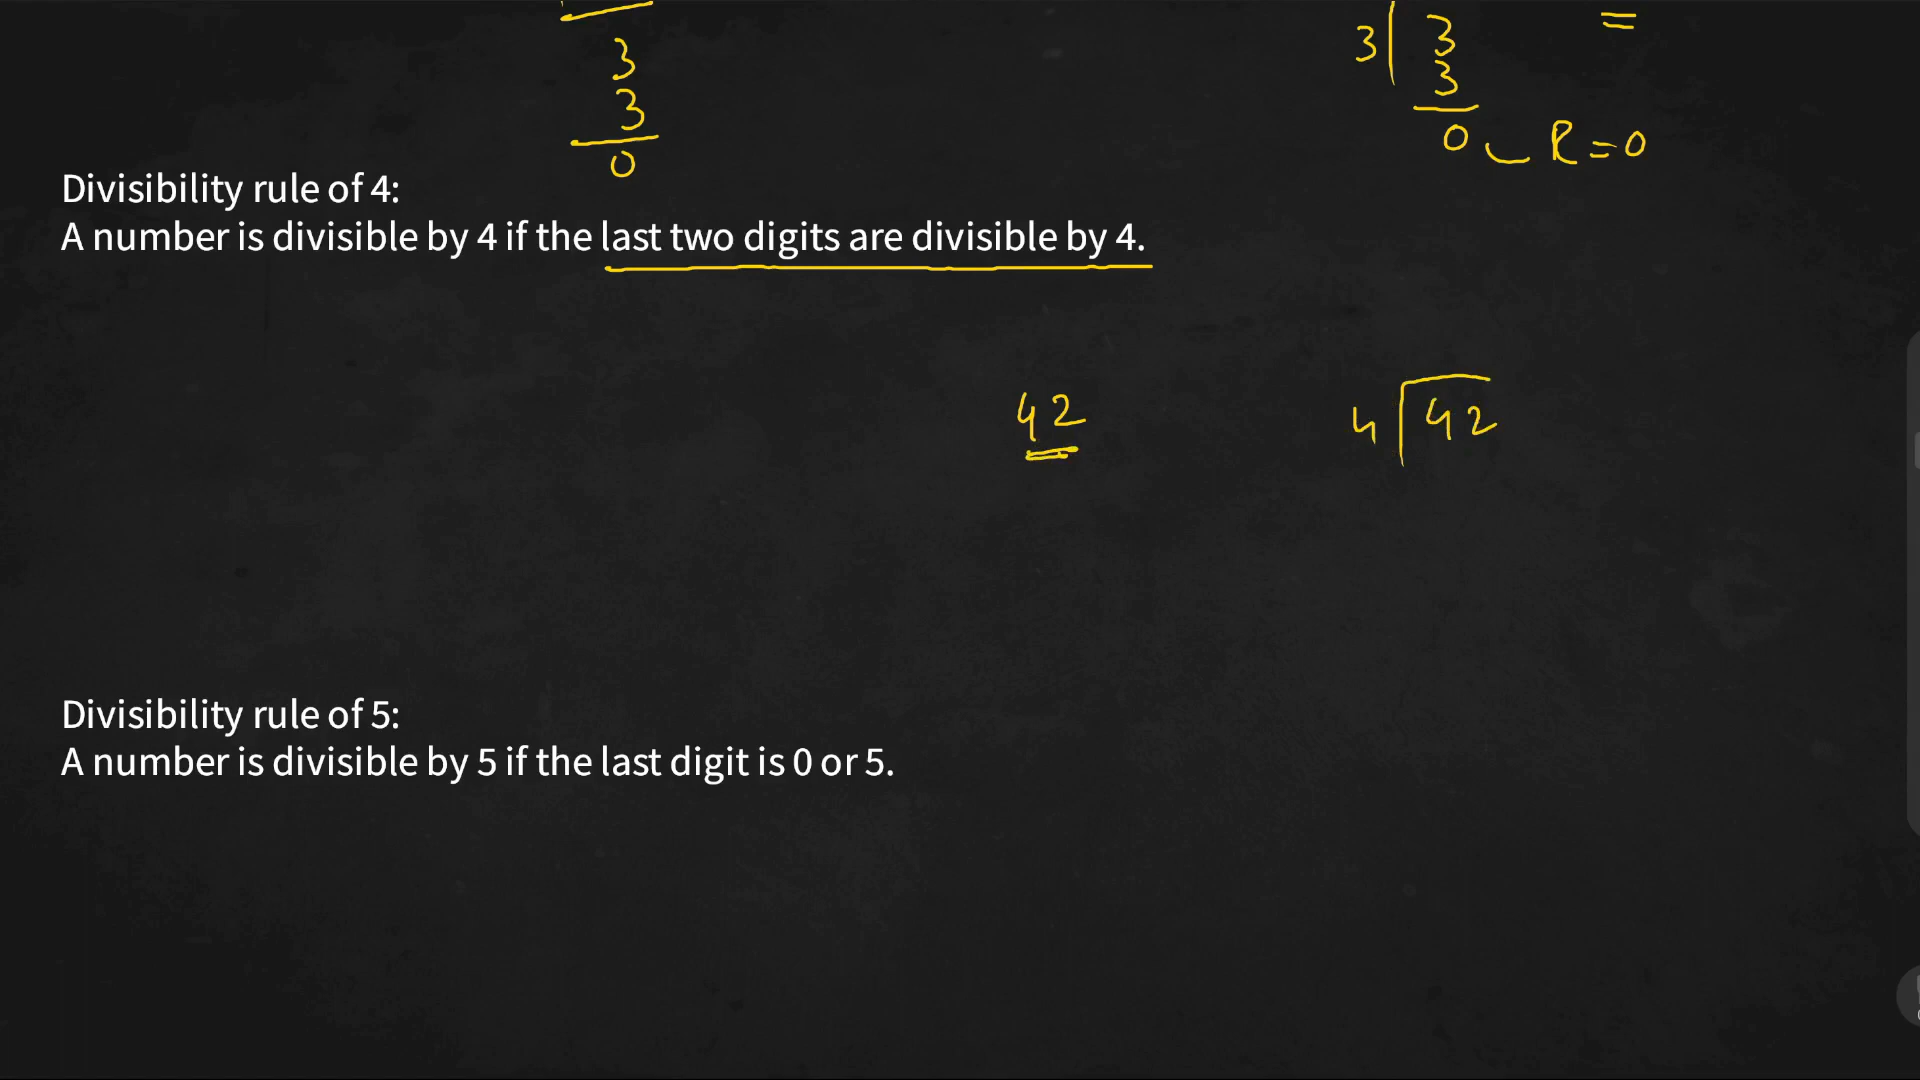 3
3
0
3 3 =
3
0 R=0
Divisibility rule of 4:
A number is divisible by 4 if the last two digits are divisible by 4.
42 4 42
Divisibility rule of 5:
A number is divisible by 5 if the last digit is 0 or 5.